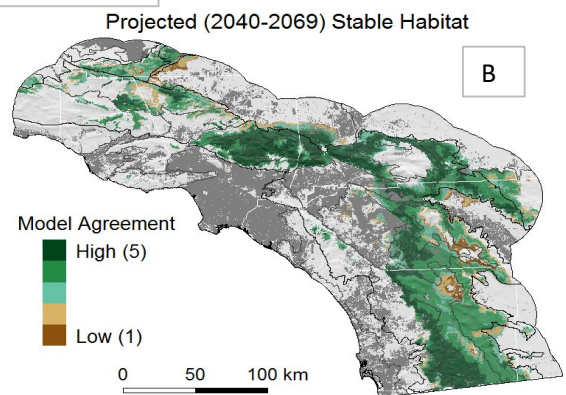 Projected (2040-2069) Stable Habitat
B
Model Agreement
High (5)
Low (1)
0 50 100 km